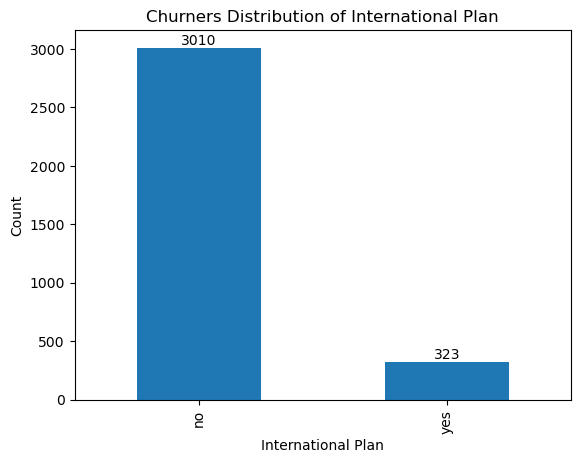 Churners Distribution of International Plan
3010
3000
2500
2000
1500
1000
500
323
0
no
yes
Count
International Plan